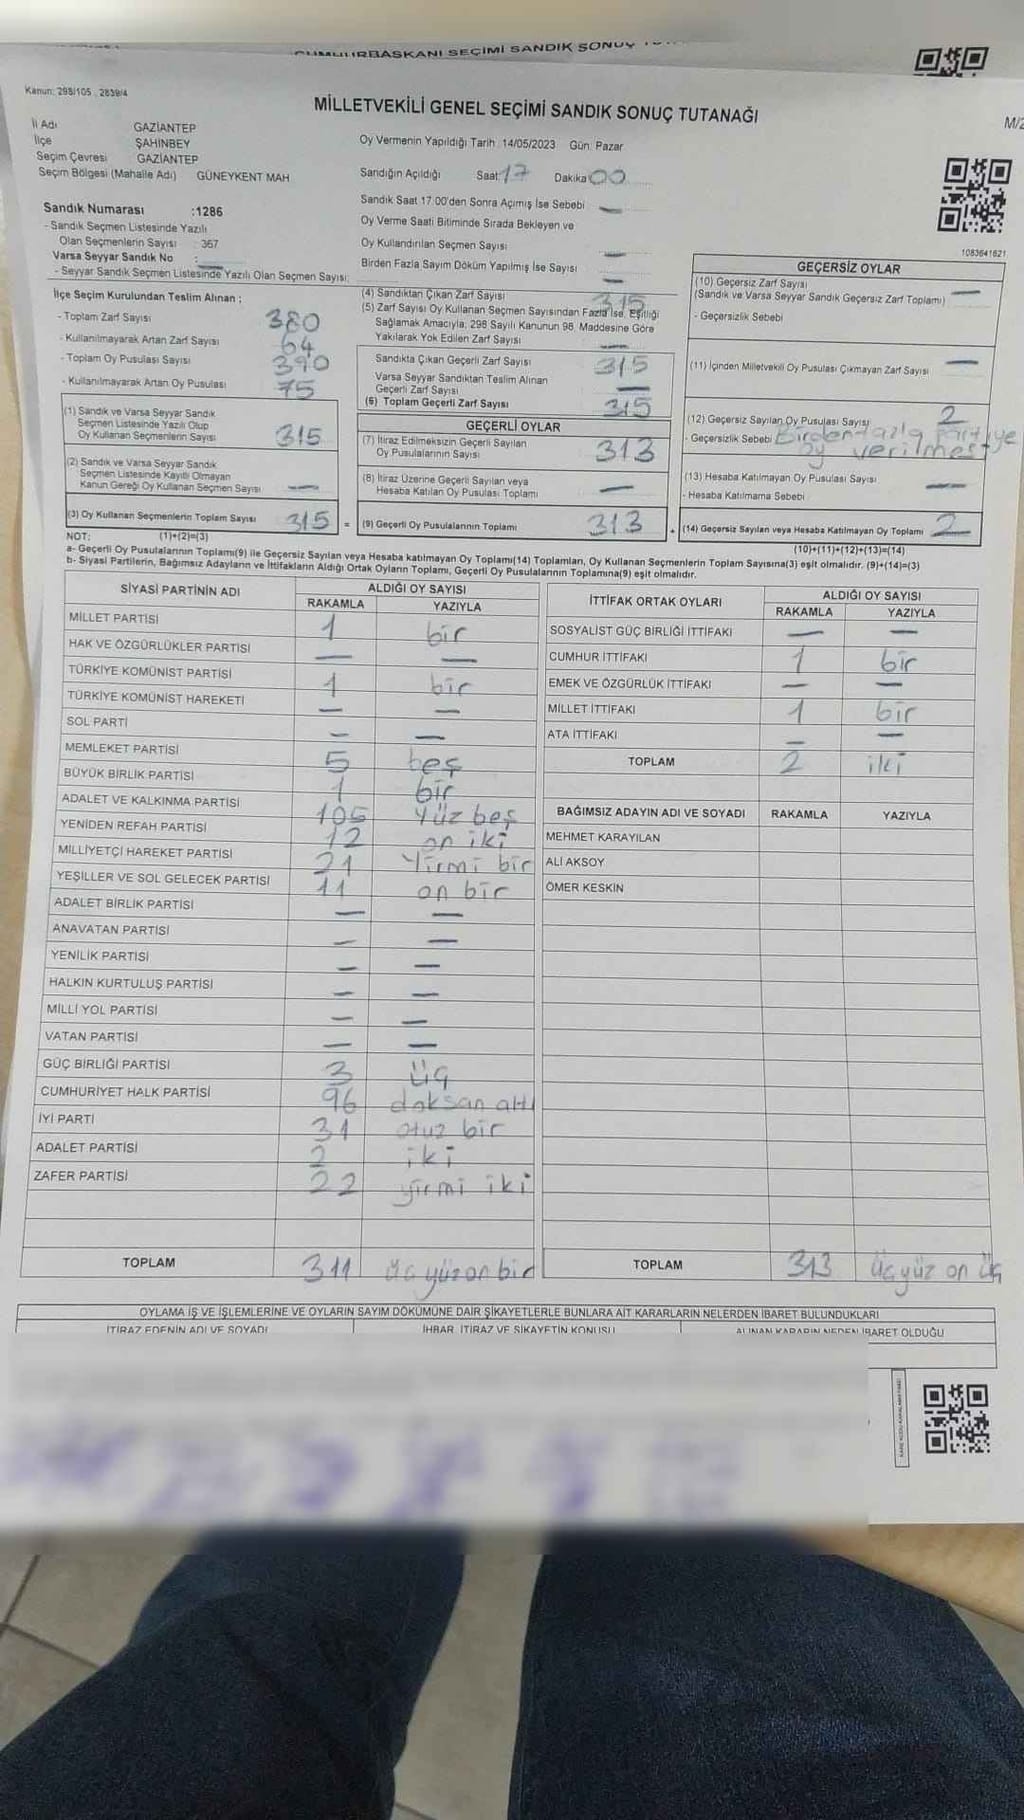 CUMHURBAŞKANI SEÇİMİ SANDIK SONUÇ
Kanun: 298/105 , 2839/4
MİLLETVEKİLİ GENEL SEÇİMİ SANDIK SONUÇ TUTANAĞI
M/2
İl Adı GAZİANTEP
İlçe ŞAHİNBEY
Seçim Çevresi GAZİANTEP
Seçim Bölgesi (Mahalle Adı) GÜNEYKENT MAH
Oy Vermenin Yapıldığı Tarih : 14/05/2023 Gün: Pazar
Sandığın Açıldığı Saat 17 Dakika 00
Sandık Saat 17.00'den Sonra Açımış İse Sebebi —
Oy Verme Saati Bitiminde Sırada Bekleyen ve
Oy Kullandırılan Seçmen Sayısı —
Birden Fazla Sayım Döküm Yapılmış İse Sayısı —
Sandık Numarası :1286
- Sandık Seçmen Listesinde Yazılı
Olan Seçmenlerin Sayısı : 367
Varsa Seyyar Sandık No : —
- Seyyar Sandık Seçmen Listesinde Yazılı Olan Seçmen Sayısı:
1083641621
İlçe Seçim Kurulundan Teslim Alınan :
- Toplam Zarf Sayısı 380
- Kullanılmayarak Artan Zarf Sayısı 64
- Toplam Oy Pusulası Sayısı 390
- Kullanılmayarak Artan Oy Pusulası 75
(1) Sandık ve Varsa Seyyar Sandık
Seçmen Listesinde Yazılı Olup
Oy Kullanan Seçmenlerin Sayısı 315
(2) Sandık ve Varsa Seyyar Sandık
Seçmen Listesinde Kayıtlı Olmayan
Kanun Gereği Oy Kullanan Seçmen Sayısı —
(3) Oy Kullanan Seçmenlerin Toplam Sayısı 315 =
(4) Sandıktan Çıkan Zarf Sayısı 315
(5) Zarf Sayısı Oy Kullanan Seçmen Sayısından Fazla İse, Eşitliği
Sağlamak Amacıyla, 298 Sayılı Kanunun 98. Maddesine Göre
Yakılarak Yok Edilen Zarf Sayısı —
Sandıkta Çıkan Geçerli Zarf Sayısı 315
Varsa Seyyar Sandıktan Teslim Alınan
Geçerli Zarf Sayısı —
(6) Toplam Geçerli Zarf Sayısı 315
GEÇERLİ OYLAR
(7) İtiraz Edilmeksizin Geçerli Sayılan
Oy Pusulalarının Sayısı 313
(8) İtiraz Üzerine Geçerli Sayılan veya
Hesaba Katılan Oy Pusulası Toplamı —
(9) Geçerli Oy Pusulalarının Toplamı 313 +
GEÇERSİZ OYLAR
(10) Geçersiz Zarf Sayısı
(Sandık ve Varsa Seyyar Sandık Geçersiz Zarf Toplamı) —
- Geçersizlik Sebebi
(11) İçinden Milletvekili Oy Pusulası Çıkmayan Zarf Sayısı —
(12) Geçersiz Sayılan Oy Pusulası Sayısı 2
- Geçersizlik Sebebi Birden fazla partiye
oy verilmesi
(13) Hesaba Katılmayan Oy Pusulası Sayısı —
- Hesaba Katılmama Sebebi
(14) Geçersiz Sayılan veya Hesaba Katılmayan Oy Toplamı 2
NOT: (1)+(2)=(3) (10)+(11)+(12)+(13)=(14)
a- Geçerli Oy Pusulalarının Toplamı(9) ile Geçersiz Sayılan veya Hesaba katılmayan Oy Toplamı(14) Toplamları, Oy Kullanan Seçmenlerin Toplam Sayısına(3) eşit olmalıdır. (9)+(14)=(3)
b- Siyasi Partilerin, Bağımsız Adayların ve İttifakların Aldığı Ortak Oyların Toplamı, Geçerli Oy Pusulalarının Toplamına(9) eşit olmalıdır.
SİYASİ PARTİNİN ADI ALDIĞI OY SAYISI
RAKAMLA YAZIYLA
MİLLET PARTİSİ 1 bir
HAK VE ÖZGÜRLÜKLER PARTİSİ — —
TÜRKİYE KOMÜNİST PARTİSİ 1 bir
TÜRKİYE KOMÜNİST HAREKETİ — —
SOL PARTİ — —
MEMLEKET PARTİSİ 5 beş
BÜYÜK BİRLİK PARTİSİ 1 bir
ADALET VE KALKINMA PARTİSİ 105 Yüz beş
YENİDEN REFAH PARTİSİ 12 on iki
MİLLİYETÇİ HAREKET PARTİSİ 21 Yirmi bir
YEŞİLLER VE SOL GELECEK PARTİSİ 11 on bir
ADALET BİRLİK PARTİSİ — —
ANAVATAN PARTİSİ — —
YENİLİK PARTİSİ — —
HALKIN KURTULUŞ PARTİSİ — —
MİLLİ YOL PARTİSİ — —
VATAN PARTİSİ — —
GÜÇ BİRLİĞİ PARTİSİ 3 üç
CUMHURİYET HALK PARTİSİ 96 doksan altı
İYİ PARTİ 31 otuz bir
ADALET PARTİSİ 2 iki
ZAFER PARTİSİ 22 yirmi iki
TOPLAM 311 üç yüz on bir
İTTİFAK ORTAK OYLARI ALDIĞI OY SAYISI
RAKAMLA YAZIYLA
SOSYALİST GÜÇ BİRLİĞİ İTTİFAKI — —
CUMHUR İTTİFAKI 1 bir
EMEK VE ÖZGÜRLÜK İTTİFAKI — —
MİLLET İTTİFAKI 1 bir
ATA İTTİFAKI — —
TOPLAM 2 iki
BAĞIMSIZ ADAYIN ADI VE SOYADI RAKAMLA YAZIYLA
MEHMET KARAYILAN
ALİ AKSOY
ÖMER KESKİN
TOPLAM 313 üç yüz on üç
OYLAMA İŞ VE İŞLEMLERİNE VE OYLARIN SAYIM DÖKÜMÜNE DAİR ŞİKAYETLERLE BUNLARA AİT KARARLARIN NELERDEN İBARET BULUNDUKLARI
İTİRAZ EDENİN ADI VE SOYADI İHBAR, İTİRAZ VE ŞİKAYETİN KONUSU ALINAN KARARIN NEDEN İBARET OLDUĞU